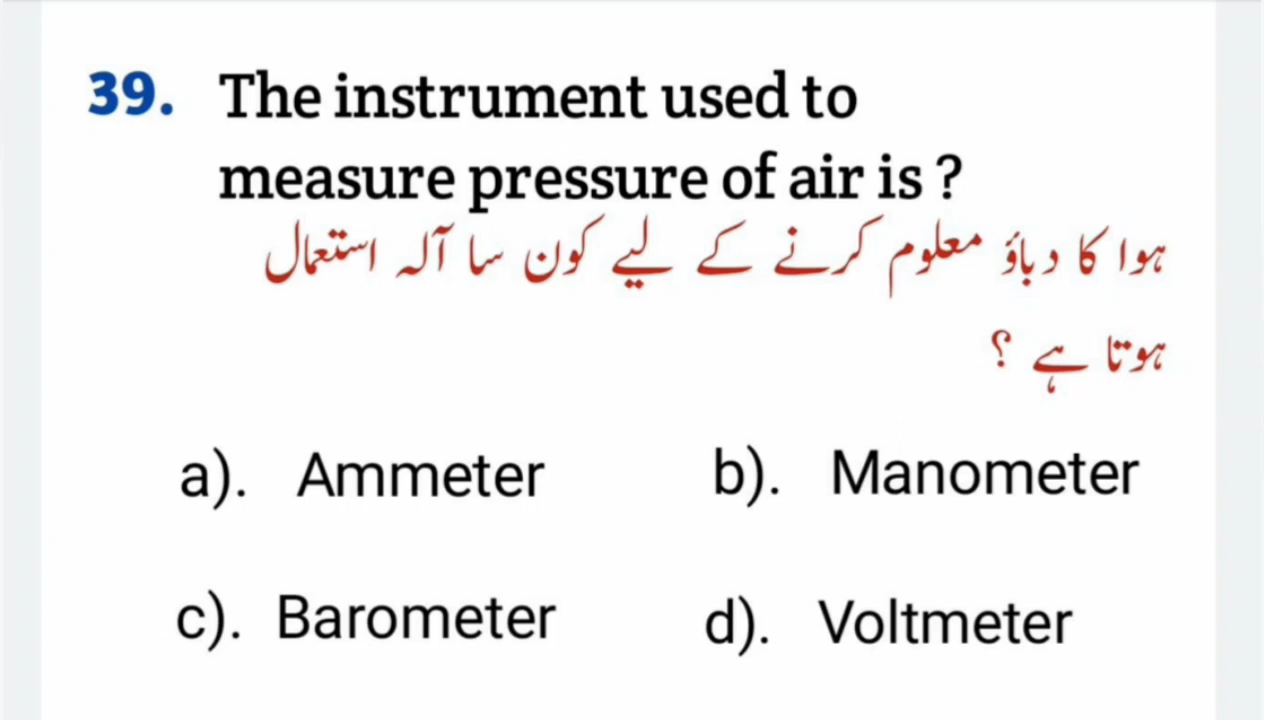 39. The instrument used to
measure pressure of air is ?
ہوا کا دباؤ معلوم کرنے کے لیے کون سا آلہ استعمال
ہوتا ہے ؟
a). Ammeter b). Manometer
c). Barometer d). Voltmeter